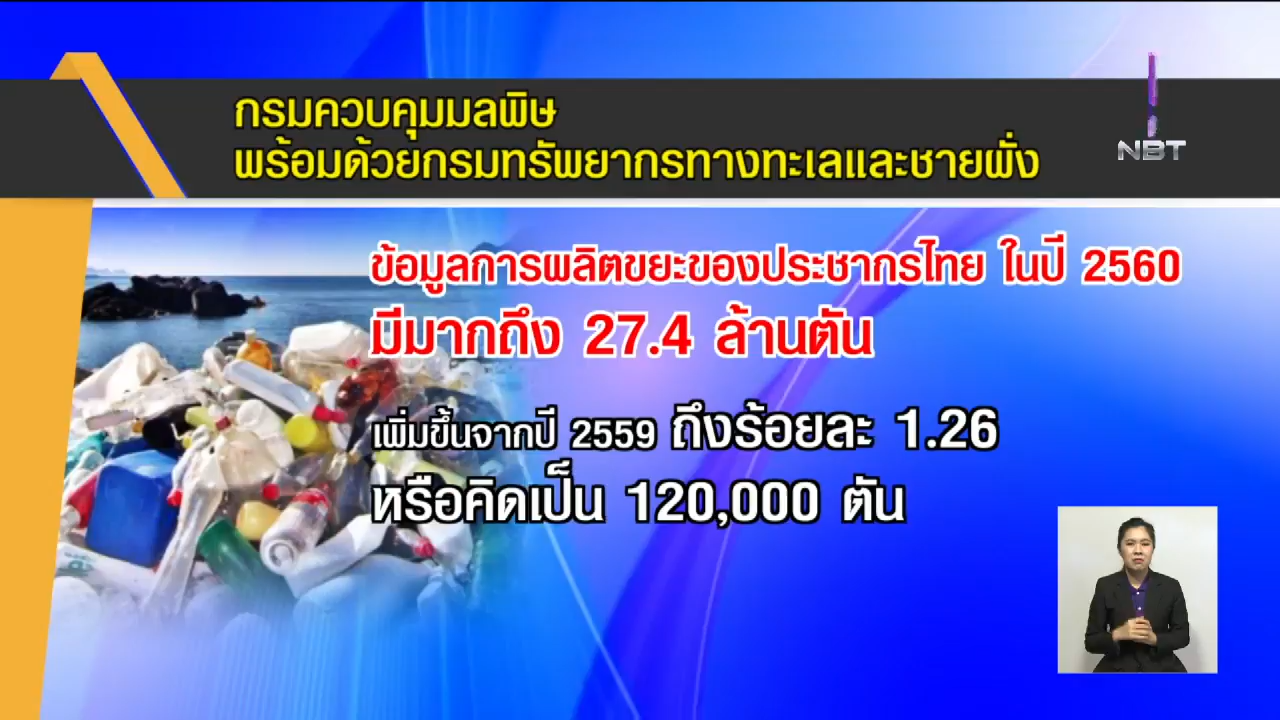 กรมควบคุมมลพิษ
พร้อมด้วยกรมทรัพยากรทางทะเลและชายฝั่ง
NBT
ข้อมูลการผลิตขยะของประชากรไทย ในปี 2560
มีมากถึง 27.4 ล้านตัน
เพิ่มขึ้นจากปี 2559 ถึงร้อยละ 1.26
หรือคิดเป็น 120,000 ตัน